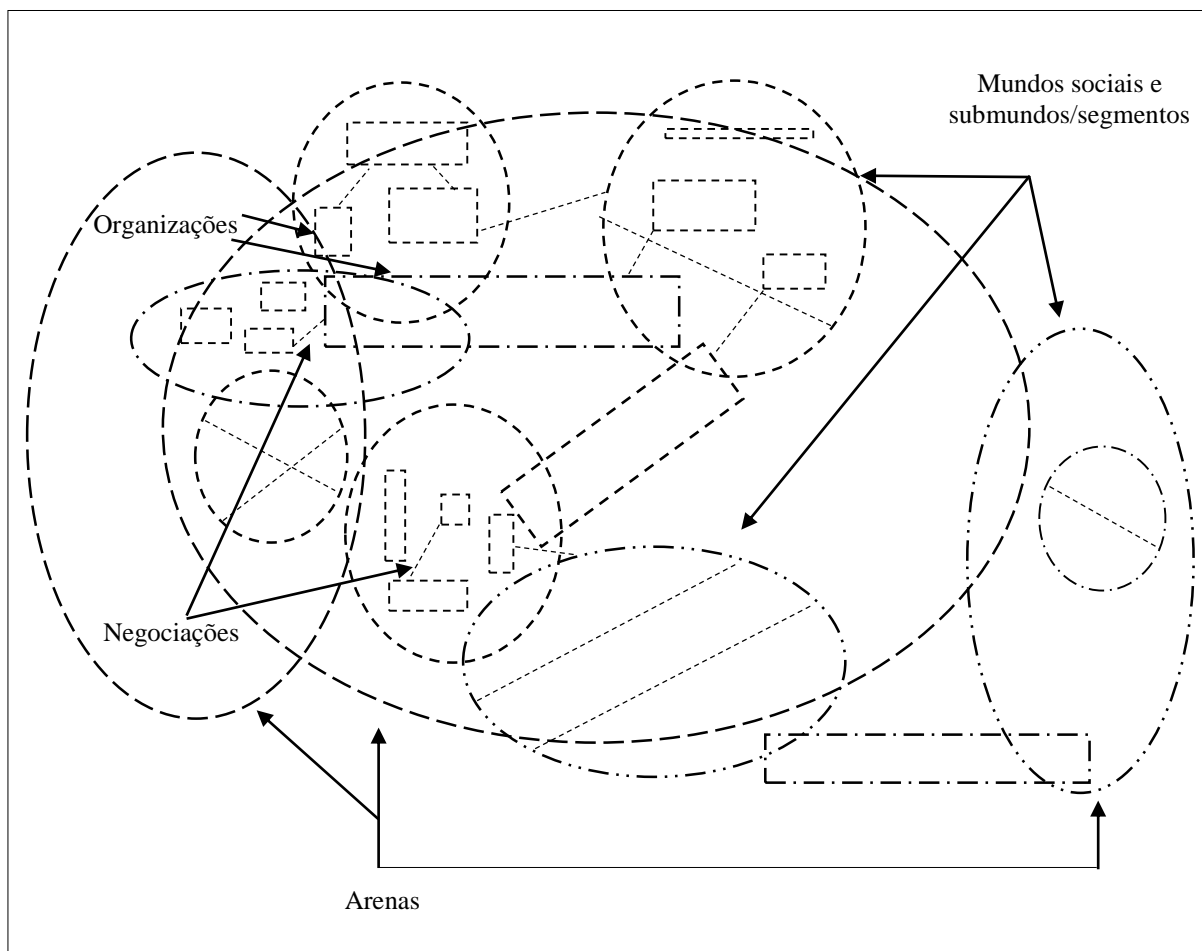 Mundos sociais e
submundos/segmentos
Organizações
Negociações
Arenas